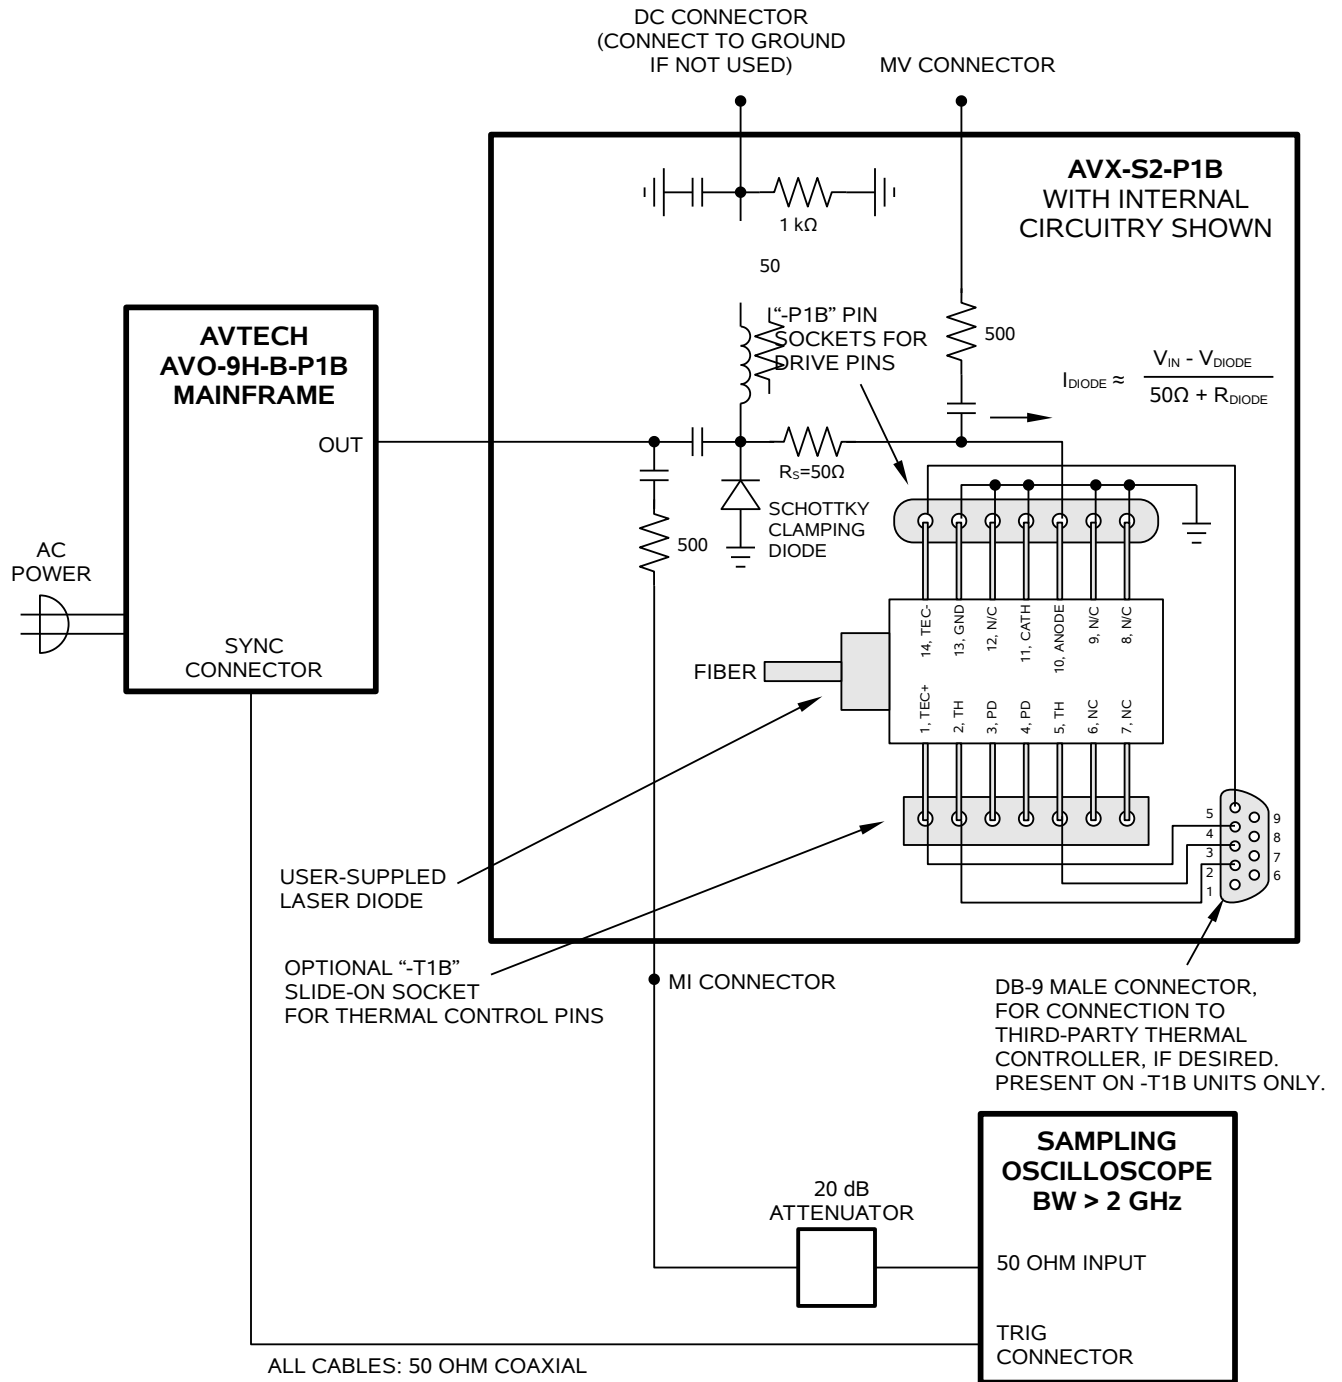 DC CONNECTOR
(CONNECT TO GROUND
IF NOT USED)
MV CONNECTOR
AVX-S2-P1B
WITH INTERNAL
CIRCUITRY SHOWN
1 kΩ
50
I"-P1B" PIN
SOCKETS FOR
DRIVE PINS
500
I_DIODE ≈ V_IN - V_DIODE
50Ω + R_DIODE
AVTECH
AVO-9H-B-P1B
MAINFRAME
OUT
R_S=50Ω
SCHOTTKY
CLAMPING
DIODE
500
AC
POWER
SYNC
CONNECTOR
14, TEC-
13, GND
12, N/C
11, CATH
10, ANODE
9, N/C
8, N/C
FIBER
1, TEC+
2, TH
3, PD
4, PD
5, TH
6, NC
7, NC
5
4
3
2
1
9
8
7
6
USER-SUPPLED
LASER DIODE
OPTIONAL “-T1B”
SLIDE-ON SOCKET
FOR THERMAL CONTROL PINS
MI CONNECTOR
DB-9 MALE CONNECTOR,
FOR CONNECTION TO
THIRD-PARTY THERMAL
CONTROLLER, IF DESIRED.
PRESENT ON -T1B UNITS ONLY.
SAMPLING
OSCILLOSCOPE
BW > 2 GHz
20 dB
ATTENUATOR
50 OHM INPUT
TRIG
CONNECTOR
ALL CABLES: 50 OHM COAXIAL